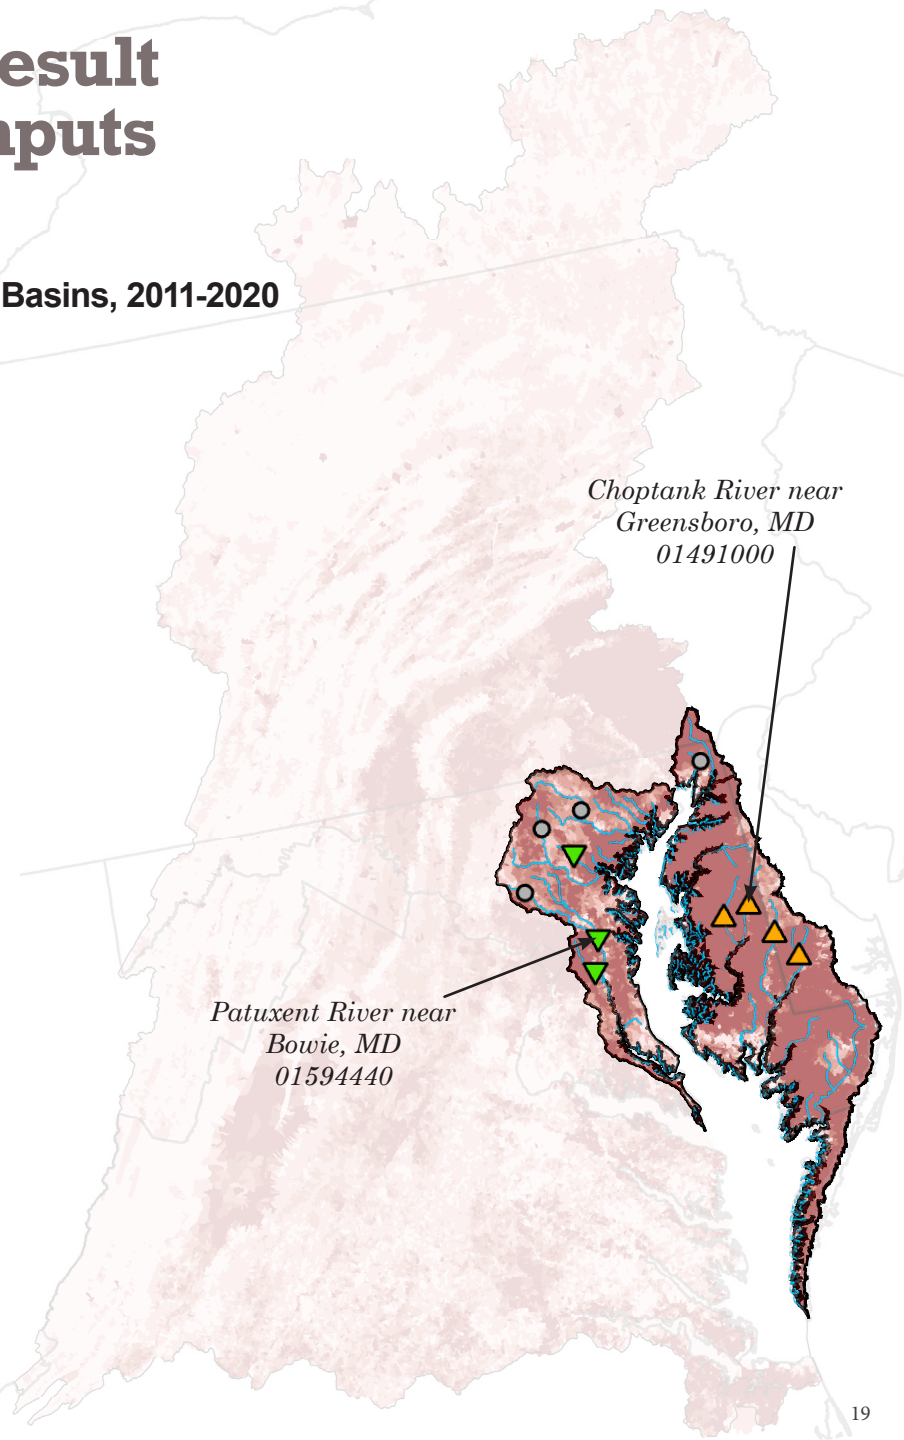 esult
nputs
Basins, 2011-2020
Choptank River near
Greensboro, MD
01491000
Patuxent River near
Bowie, MD
01594440
19